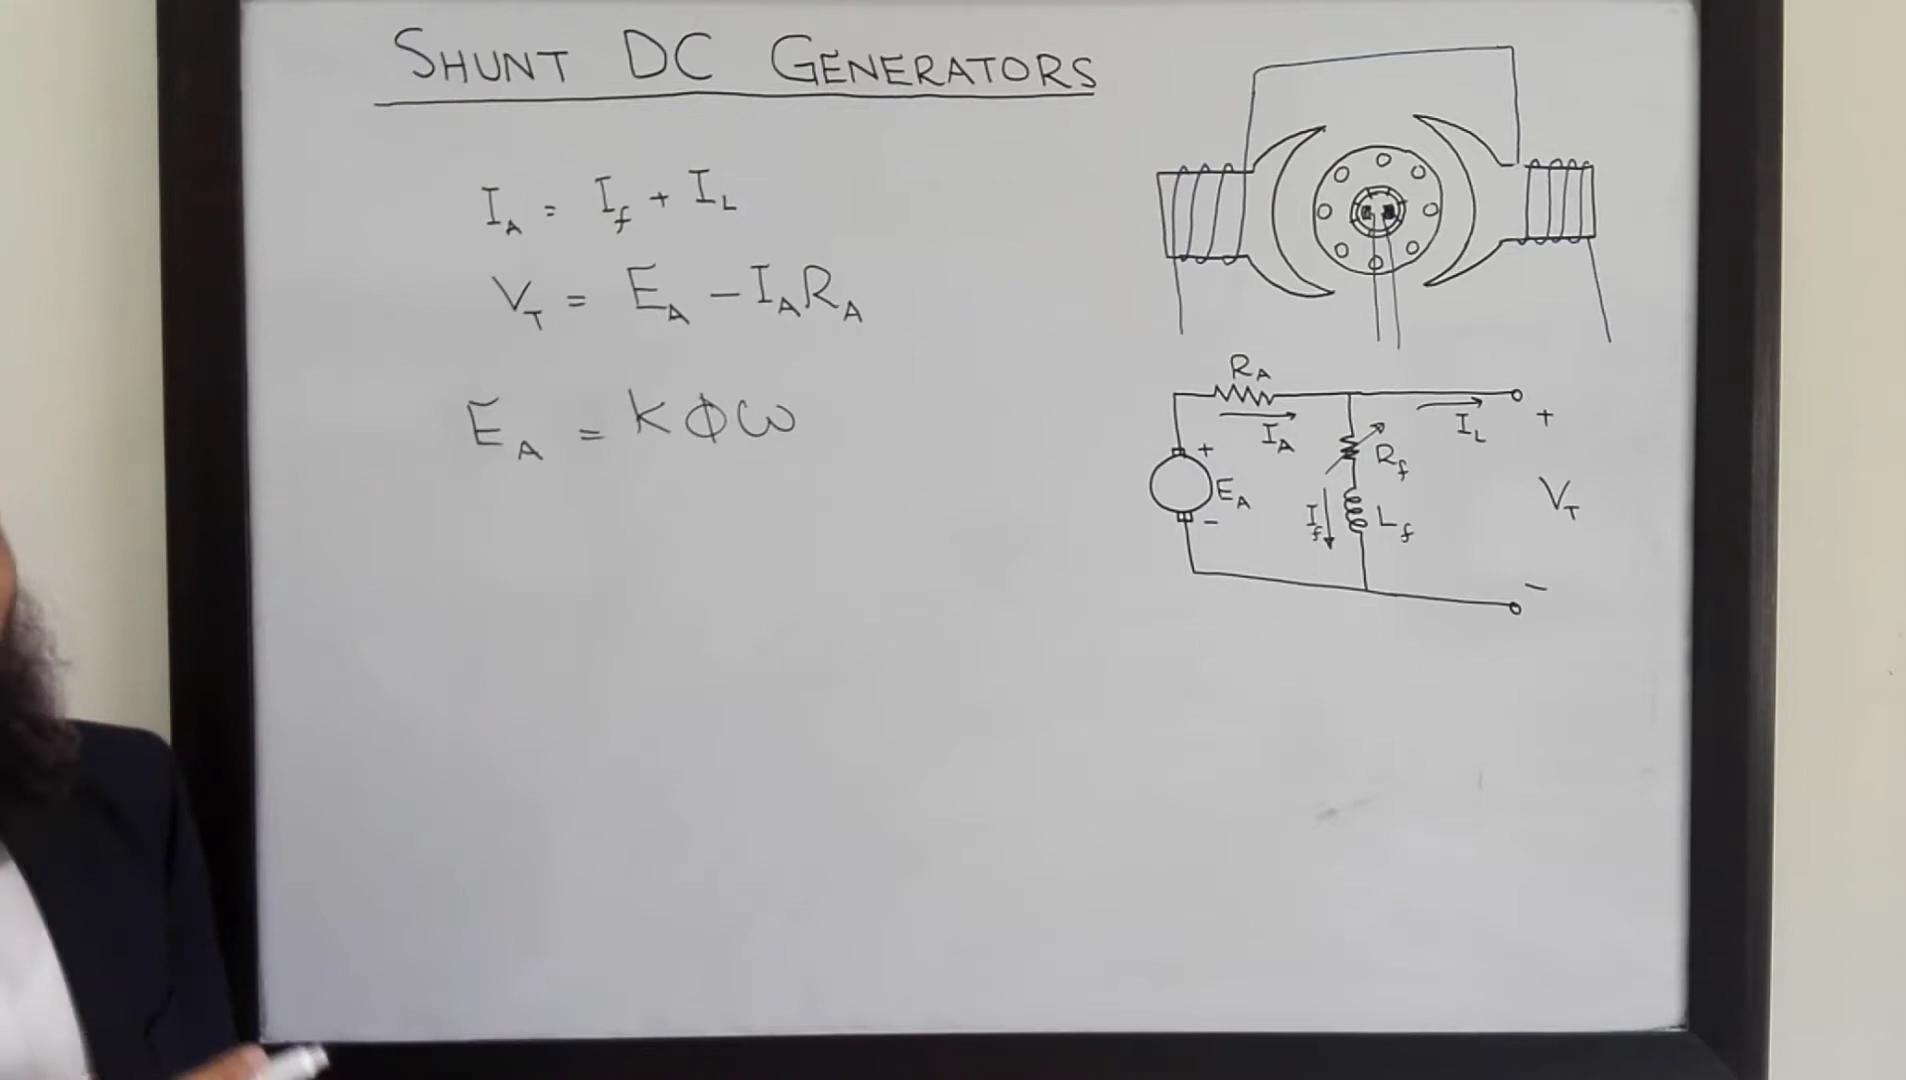 SHUNT DC GENERATORS
I_A = I_f + I_L
V_T = E_A - I_A R_A
E_A = K ϕ ω
R_A
I_A
I_L
+
+
R_f
E_A
V_T
I_f
L_f
-
-